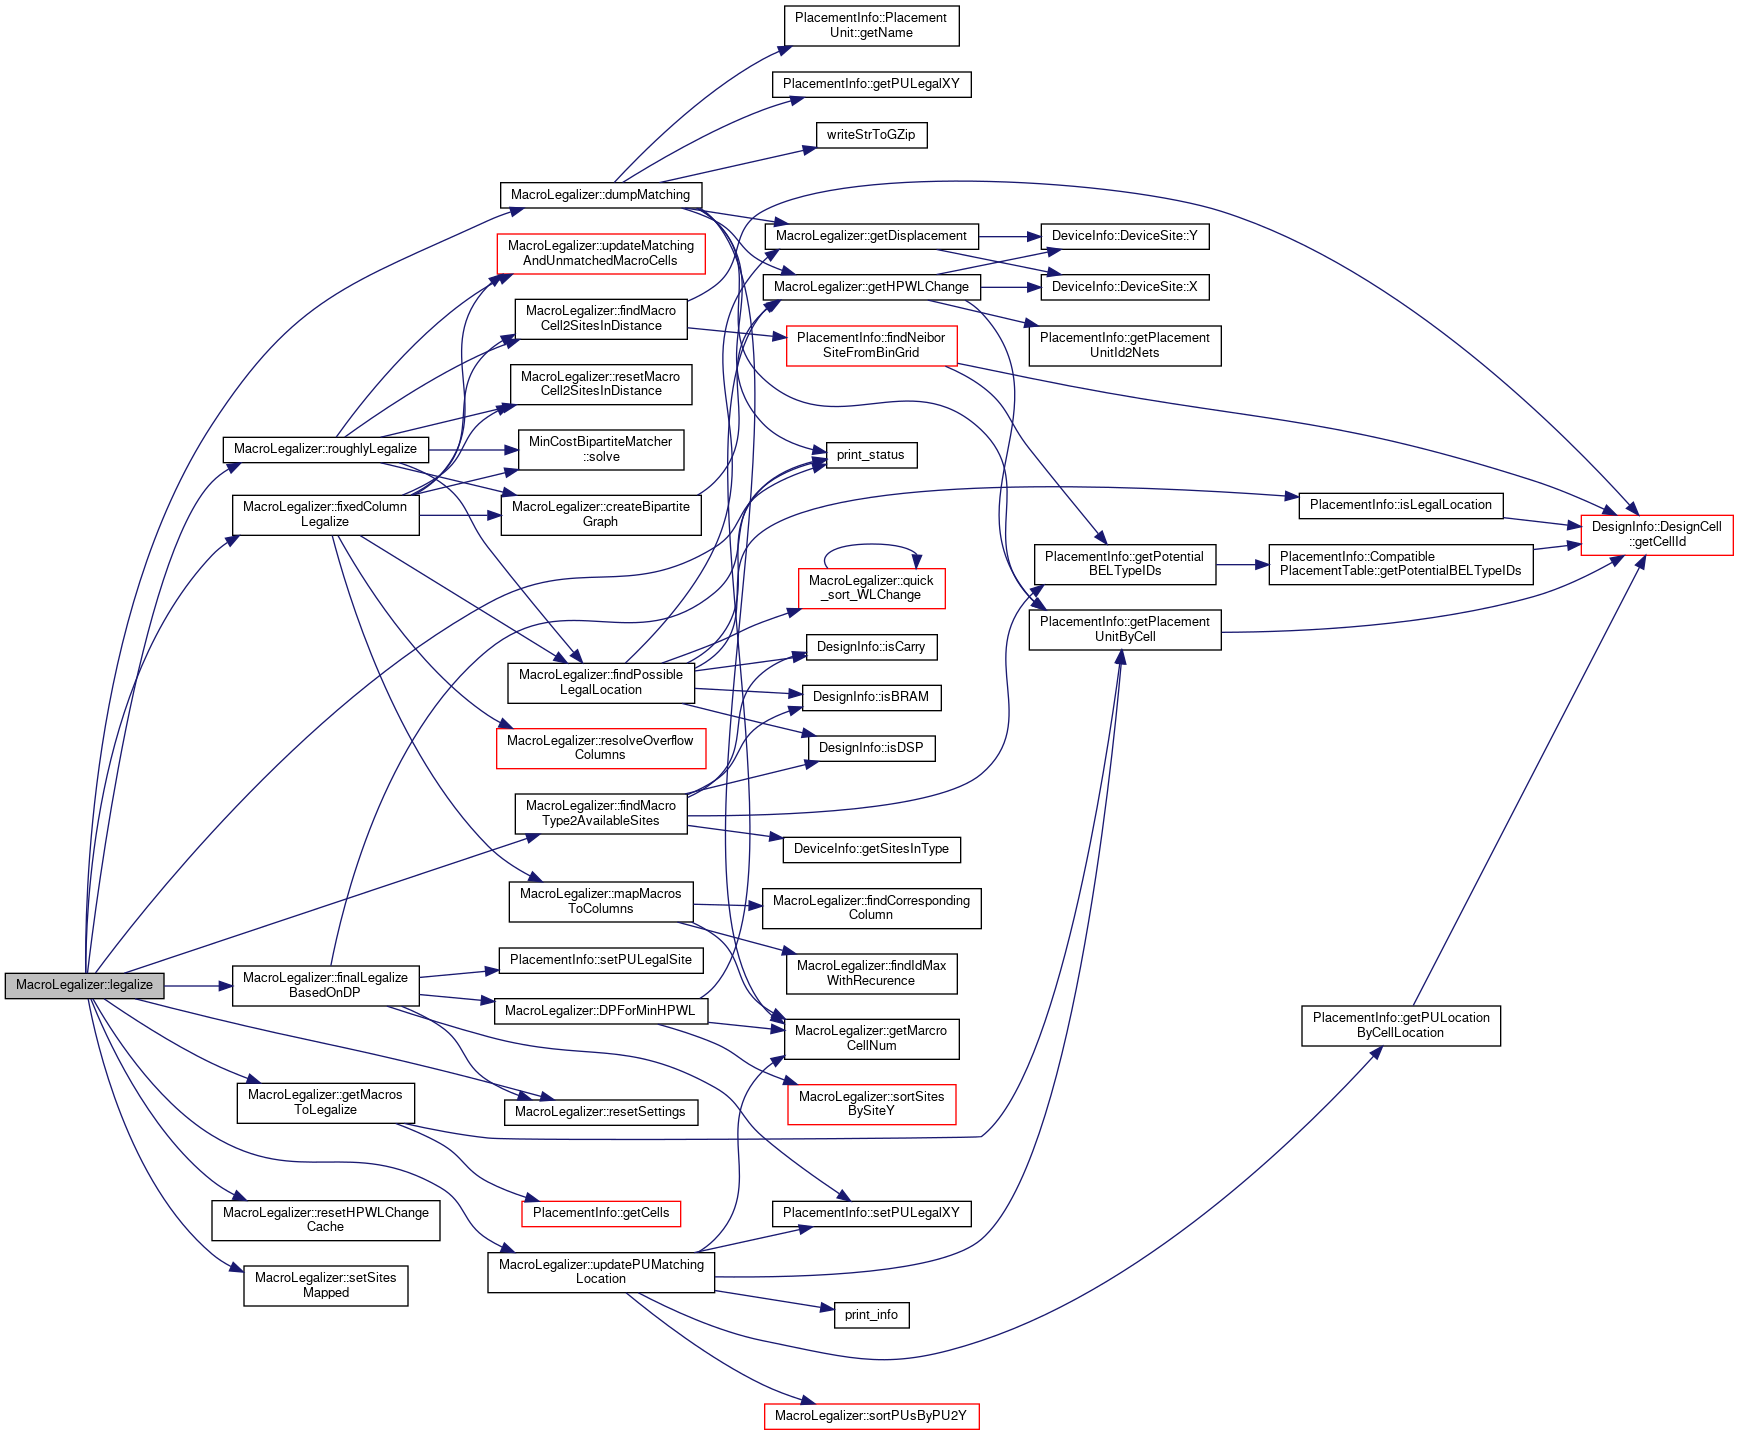 MacroLegalizer::legalize
MacroLegalizer::dumpMatching
MacroLegalizer::roughlyLegalize
MacroLegalizer::fixedColumn
Legalize
MacroLegalizer::finalLegalize
BasedOnDP
MacroLegalizer::getMacros
ToLegalize
MacroLegalizer::resetHPWLChange
Cache
MacroLegalizer::setSites
Mapped
MacroLegalizer::updateMatching
AndUnmatchedMacroCells
MacroLegalizer::findMacro
Cell2SitesInDistance
MacroLegalizer::resetMacro
Cell2SitesInDistance
MinCostBipartiteMatcher
::solve
MacroLegalizer::createBipartite
Graph
MacroLegalizer::findPossible
LegalLocation
MacroLegalizer::resolveOverflow
Columns
MacroLegalizer::findMacro
Type2AvailableSites
MacroLegalizer::mapMacros
ToColumns
PlacementInfo::setPULegalSite
MacroLegalizer::DPForMinHPWL
MacroLegalizer::resetSettings
PlacementInfo::getCells
MacroLegalizer::updatePUMatching
Location
PlacementInfo::Placement
Unit::getName
PlacementInfo::getPULegalXY
writeStrToGZip
MacroLegalizer::getDisplacement
MacroLegalizer::getHPWLChange
PlacementInfo::findNeibor
SiteFromBinGrid
print_status
MacroLegalizer::quick
_sort_WLChange
DesignInfo::isCarry
DesignInfo::isBRAM
DesignInfo::isDSP
DeviceInfo::getSitesInType
MacroLegalizer::findCorresponding
Column
MacroLegalizer::findIdMax
WithRecurence
MacroLegalizer::getMarcro
CellNum
MacroLegalizer::sortSites
BySiteY
PlacementInfo::setPULegalXY
print_info
MacroLegalizer::sortPUsByPU2Y
DeviceInfo::DeviceSite::Y
DeviceInfo::DeviceSite::X
PlacementInfo::getPlacement
UnitId2Nets
PlacementInfo::getPotential
BELTypeIDs
PlacementInfo::getPlacement
UnitByCell
PlacementInfo::isLegalLocation
PlacementInfo::Compatible
PlacementTable::getPotentialBELTypeIDs
PlacementInfo::getPULocation
ByCellLocation
DesignInfo::DesignCell
::getCellId